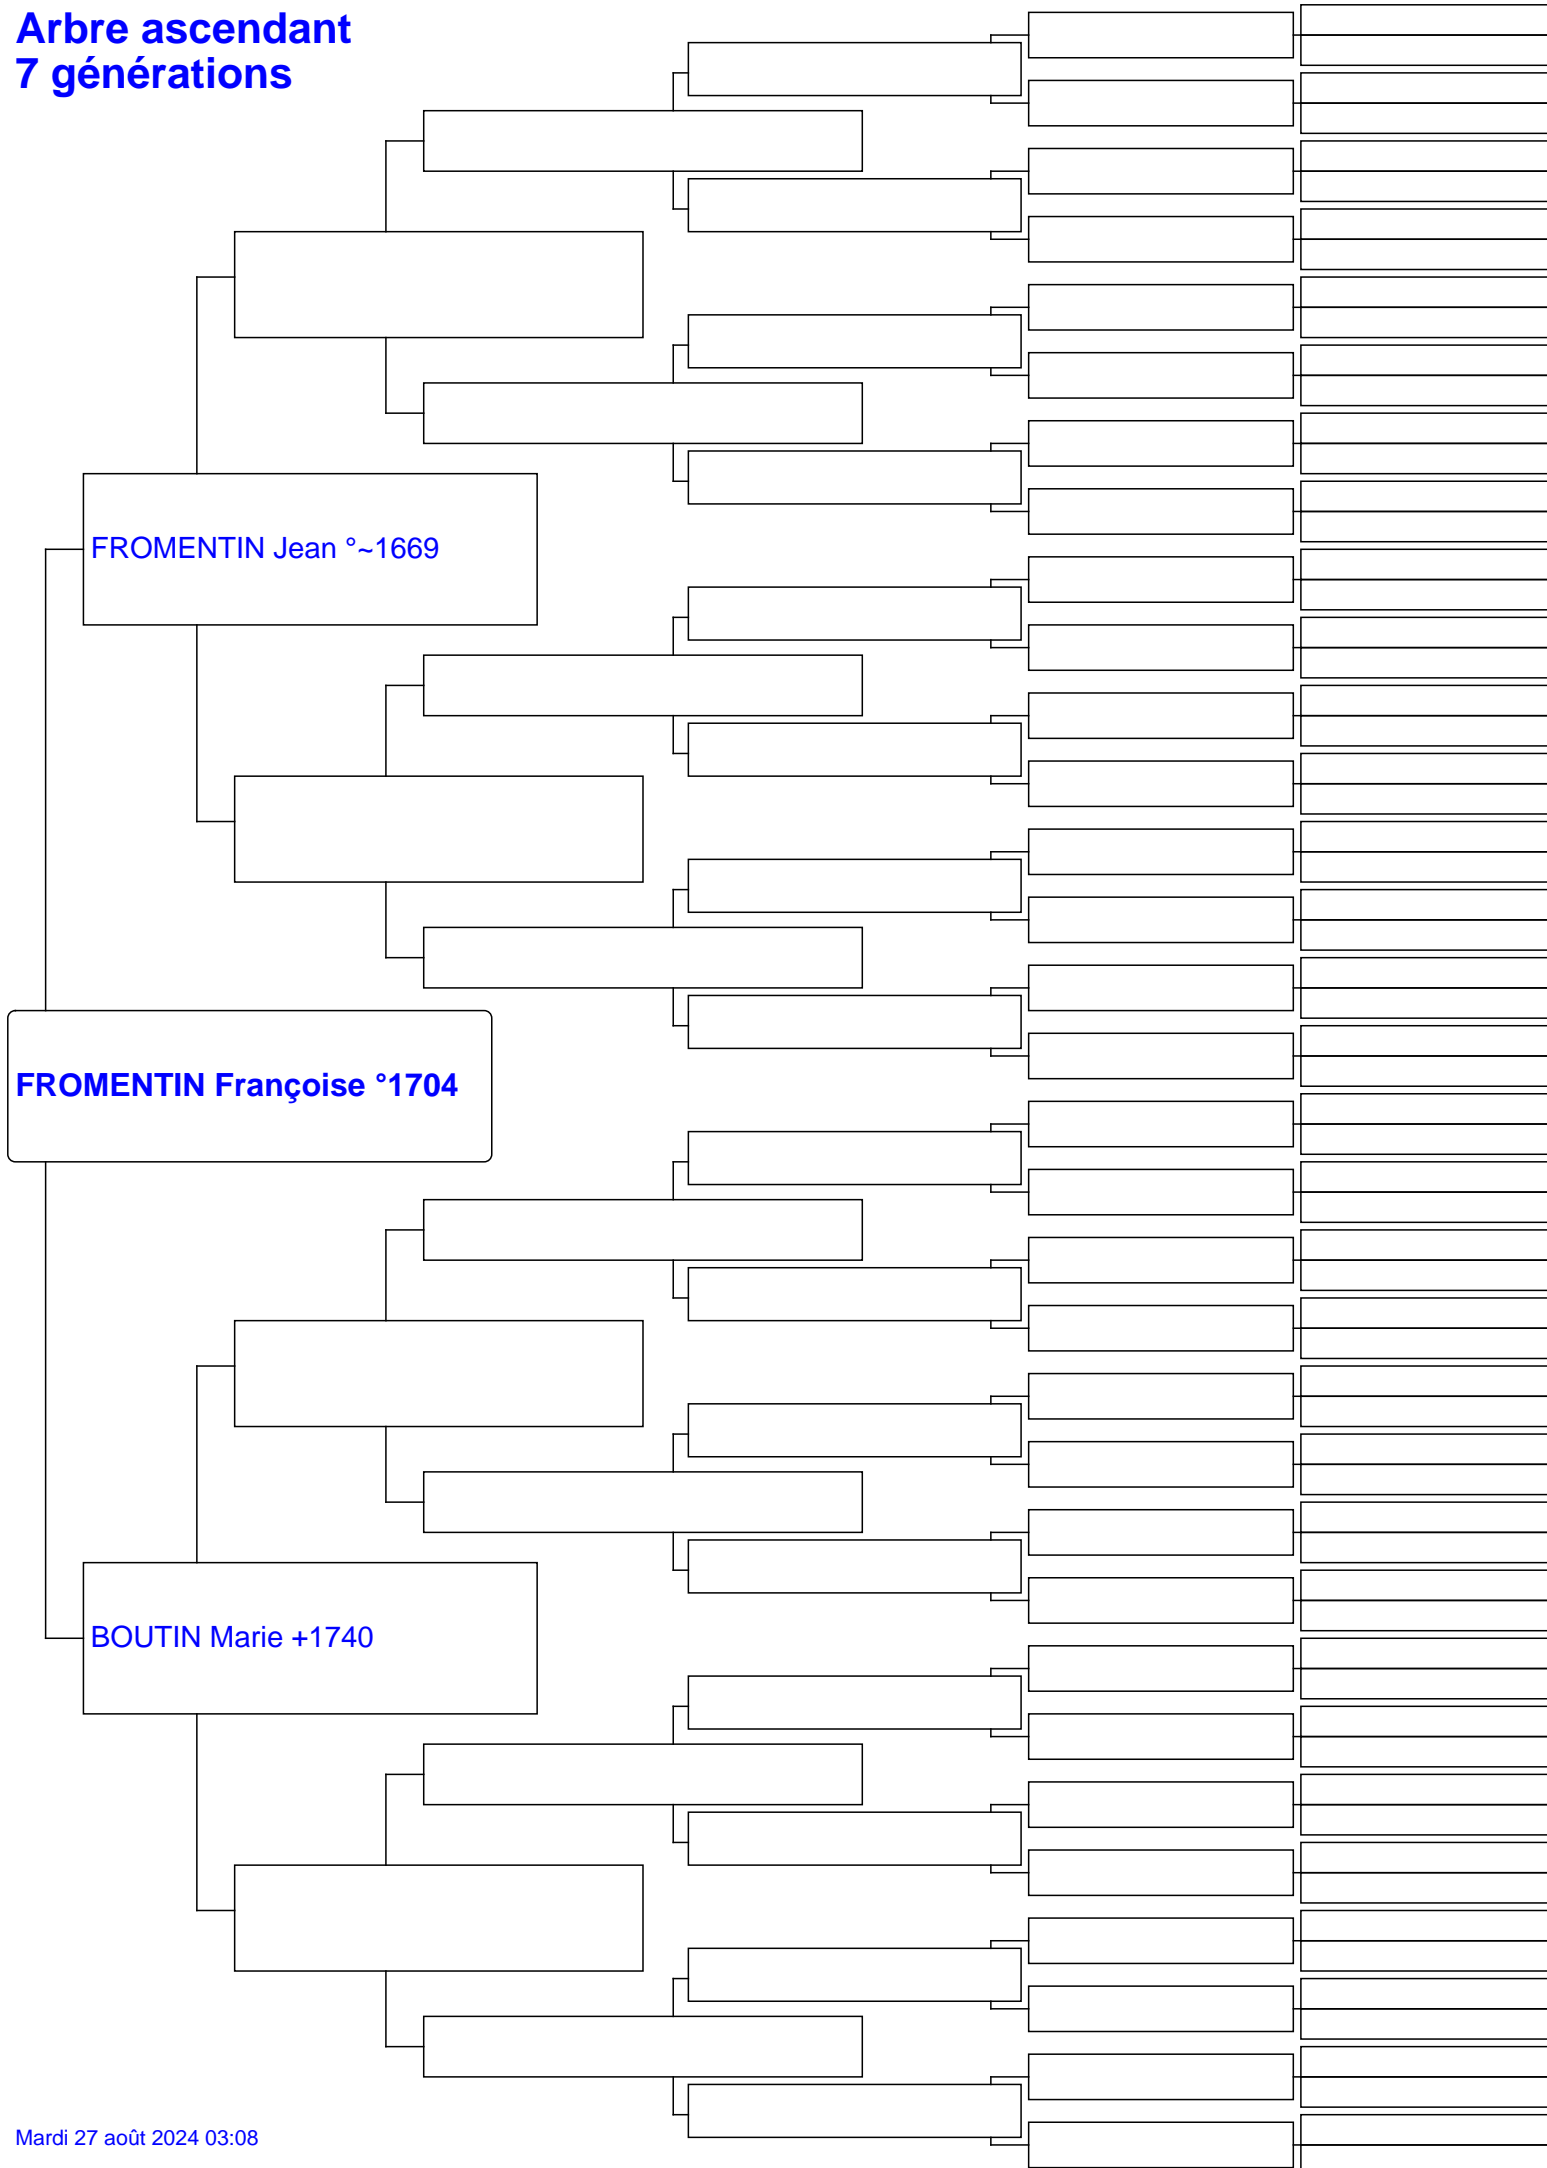 Arbre ascendant
7 générations
FROMENTIN Jean °~1669
FROMENTIN Françoise °1704
BOUTIN Marie +1740
Mardi 27 août 2024 03:08